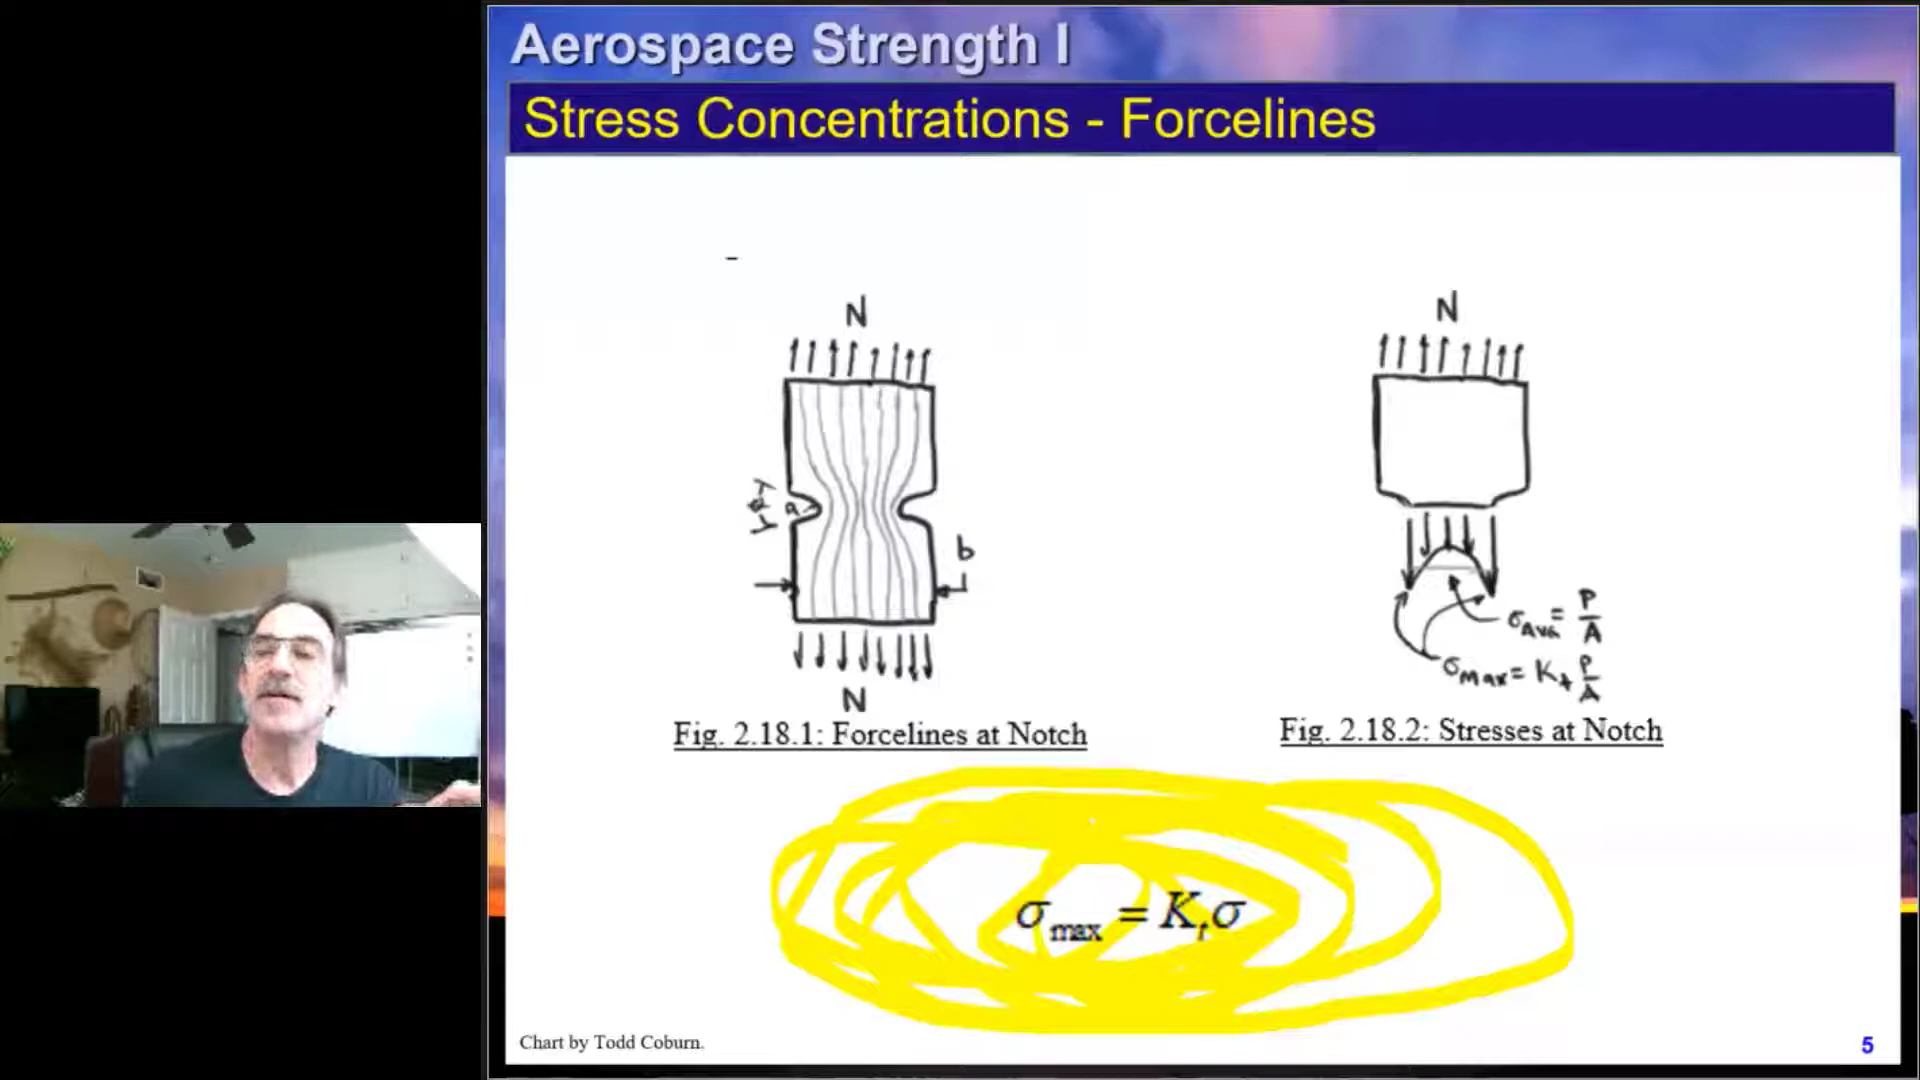 Aerospace Strength I
Stress Concentrations - Forcelines
N
N
a
b
N
N
σAVG = P/A
σMax = Kt P/A
Fig. 2.18.1: Forcelines at Notch
Fig. 2.18.2: Stresses at Notch
σmax = Ktσ
Chart by Todd Coburn.
5